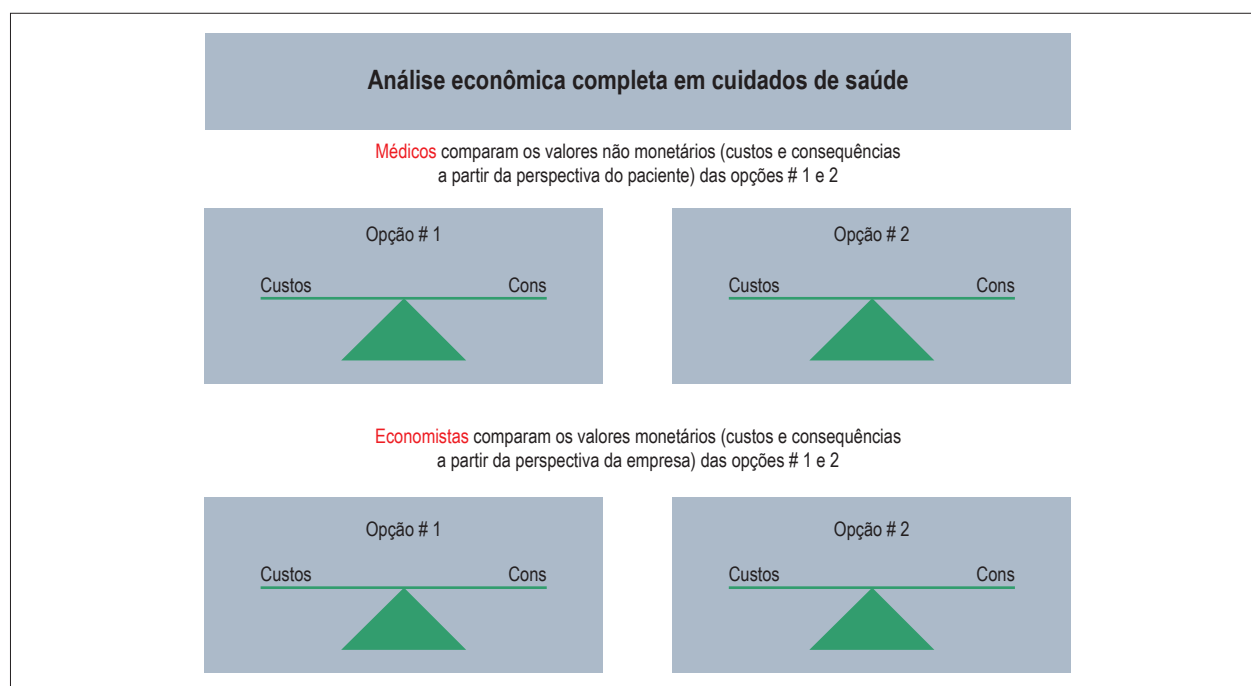 Análise econômica completa em cuidados de saúde
Médicos comparam os valores não monetários (custos e consequências
a partir da perspectiva do paciente) das opções # 1 e 2
Opção # 1
Custos Cons
Opção # 2
Custos Cons
Economistas comparam os valores monetários (custos e consequências
a partir da perspectiva da empresa) das opções # 1 e 2
Opção # 1
Custos Cons
Opção # 2
Custos Cons